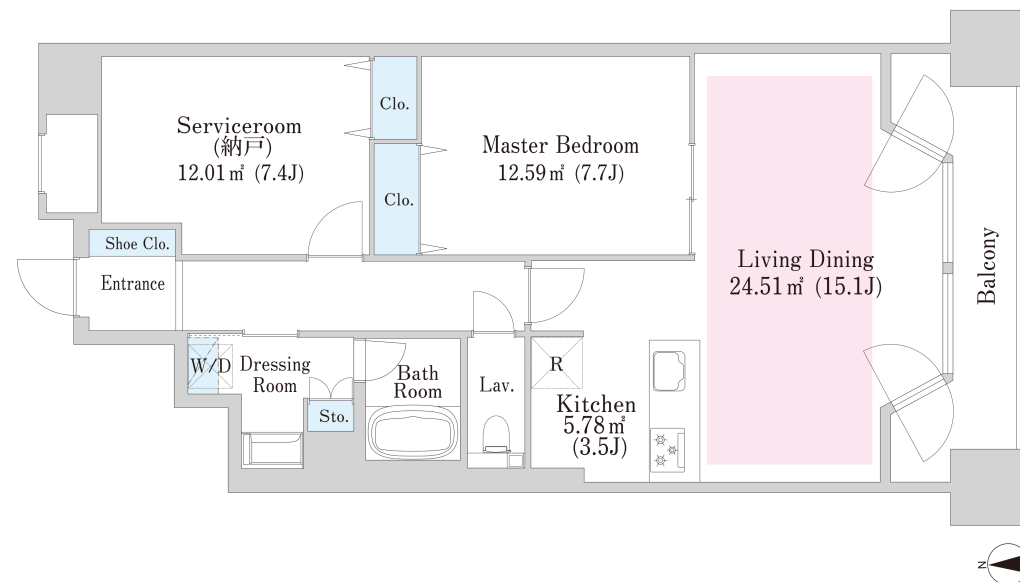 Serviceroom
(納戸)
12.01㎡ (7.4J)
Clo.
Clo.
Master Bedroom
12.59㎡ (7.7J)
Shoe Clo.
Entrance
Living Dining
24.51㎡ (15.1J)
Balcony
W/D
Dressing
Room
Sto.
Bath
Room
Lav.
R
Kitchen
5.78㎡
(3.5J)
N